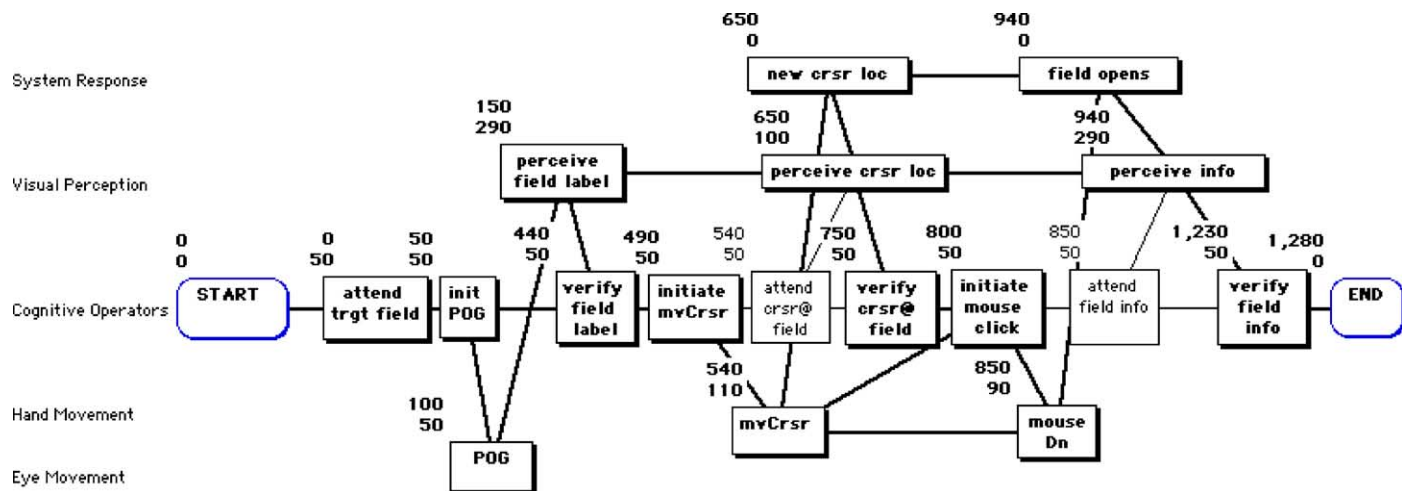 650
0
940
0
System Response
new crsr loc
field opens
150
290
650
100
940
290
Visual Perception
perceive
field label
perceive crsr loc
perceive info
0
0
0
50
50
50
440
50
490
50
540
50
750
50
800
50
850
50
1,230
50
1,280
0
Cognitive Operators
START
attend
trgt field
init
POG
verify
field
label
initiate
mvCrsr
attend
crsr@
field
verify
crsr@
field
initiate
mouse
click
attend
field info
verify
field
info
END
540
110
850
90
Hand Movement
100
50
mvCrsr
mouse
Dn
Eye Movement
POG